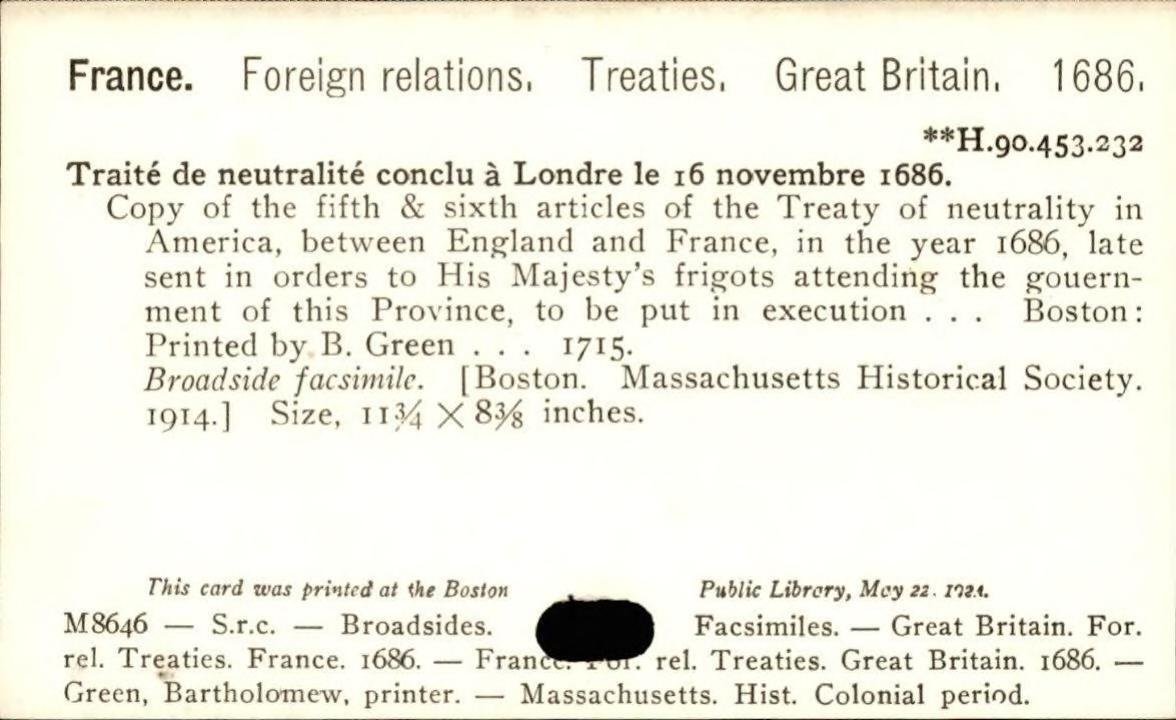 France. Foreign relations. Treaties. Great Britain. 1686.
**H.90.453.232
Traité de neutralité conclu à Londre le 16 novembre 1686.
Copy of the fifth & sixth articles of the Treaty of neutrality in
America, between England and France, in the year 1686, late
sent in orders to His Majesty's frigots attending the gouern-
ment of this Province, to be put in execution . . . Boston:
Printed by B. Green . . . 1715.
Broadside facsimile. [Boston. Massachusetts Historical Society.
1914.] Size, 11¾ × 8⅜ inches.
This card was printed at the Boston Public Library, May 22.
M8646 — S.r.c. — Broadsides. Facsimiles. — Great Britain. For.
rel. Treaties. France. 1686. — France. For. rel. Treaties. Great Britain. 1686. —
Green, Bartholomew, printer. — Massachusetts. Hist. Colonial period.